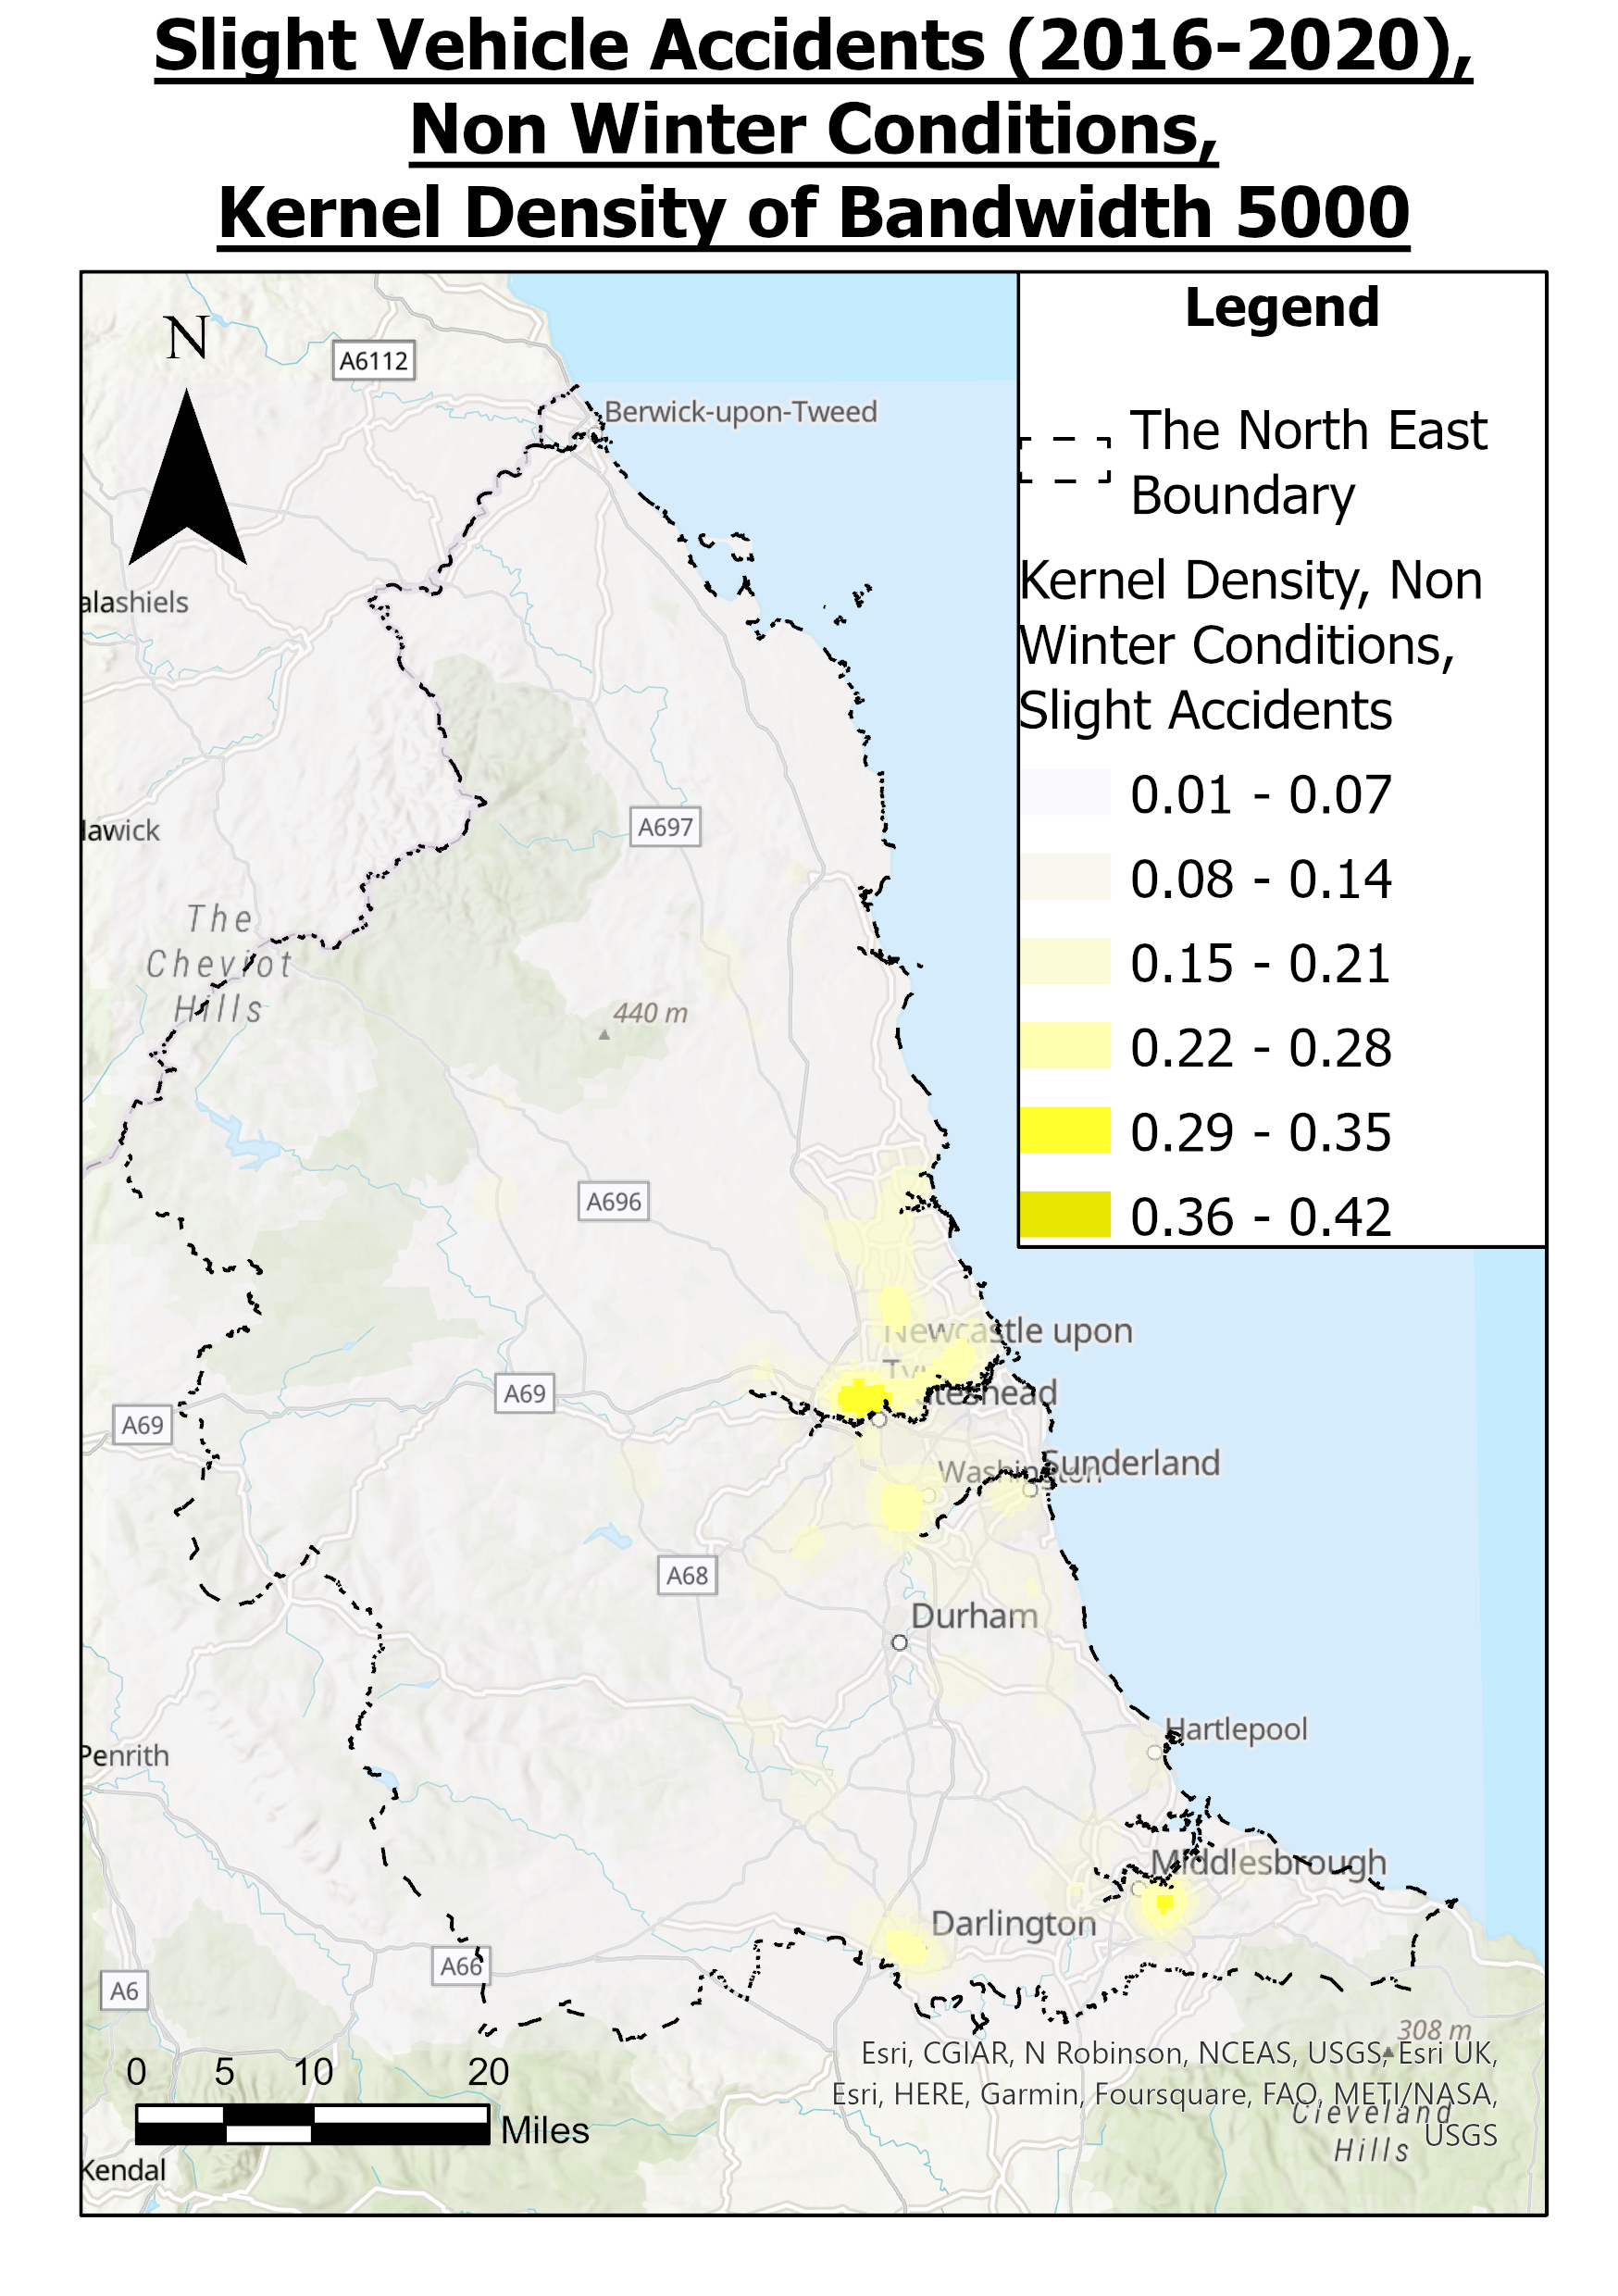 Slight Vehicle Accidents (2016-2020),
Non Winter Conditions,
Kernel Density of Bandwidth 5000
Legend
The North East
Boundary
Kernel Density, Non
Winter Conditions,
Slight Accidents
0.01 - 0.07
0.08 - 0.14
0.15 - 0.21
0.22 - 0.28
0.29 - 0.35
0.36 - 0.42
N
A6112
Berwick-upon-Tweed
alashiels
A697
lawick
The
Cheviot
Hills
440 m
A696
Newcastle upon
A69
ateshead
A69
Sunderland
Washington
A68
Durham
Hartlepool
Penrith
Middlesbrough
Darlington
A66
A6
308 m
Esri, CGIAR, N Robinson, NCEAS, USGS, Esri UK,
Esri, HERE, Garmin, Foursquare, FAO, METI/NASA,
USGS
Cleveland
Hills
0 5 10 20
Miles
Kendal